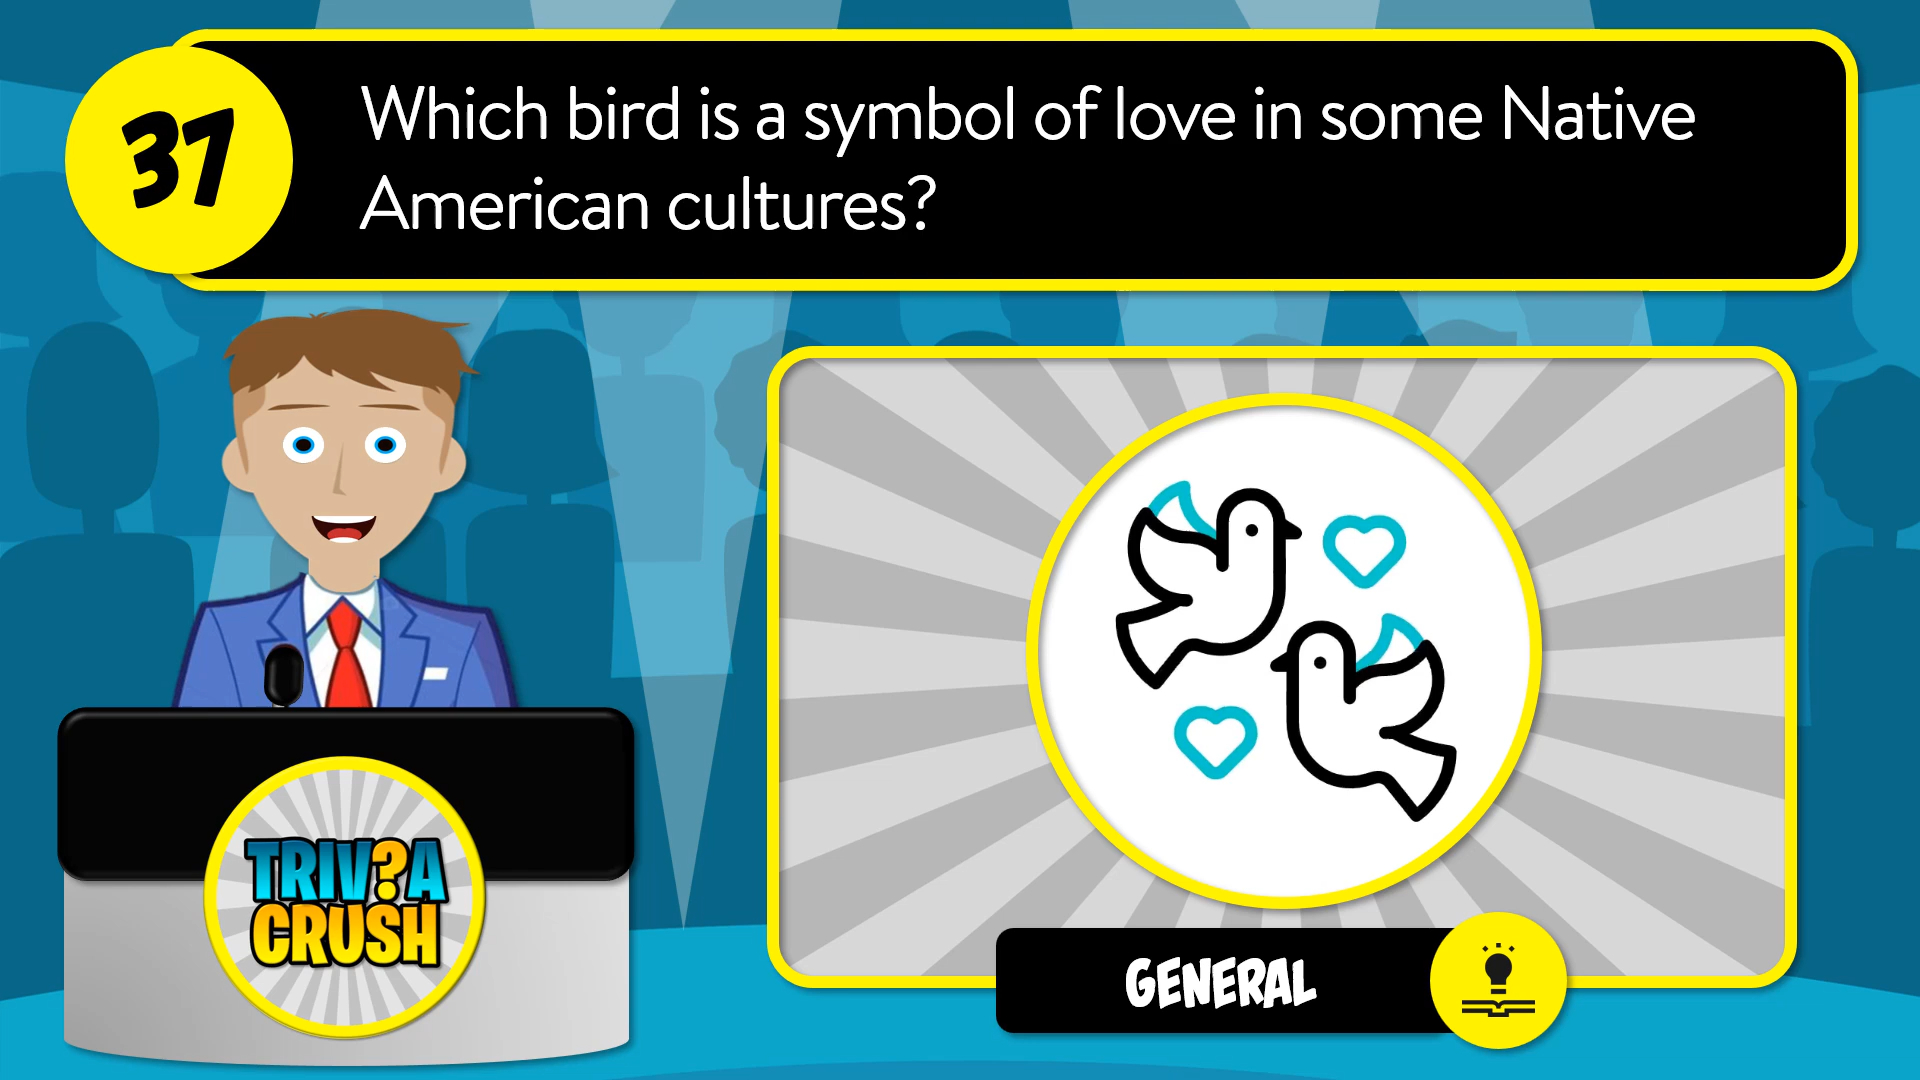 37
Which bird is a symbol of love in some Native
American cultures?
TRIV?A
CRUSH
GENERAL